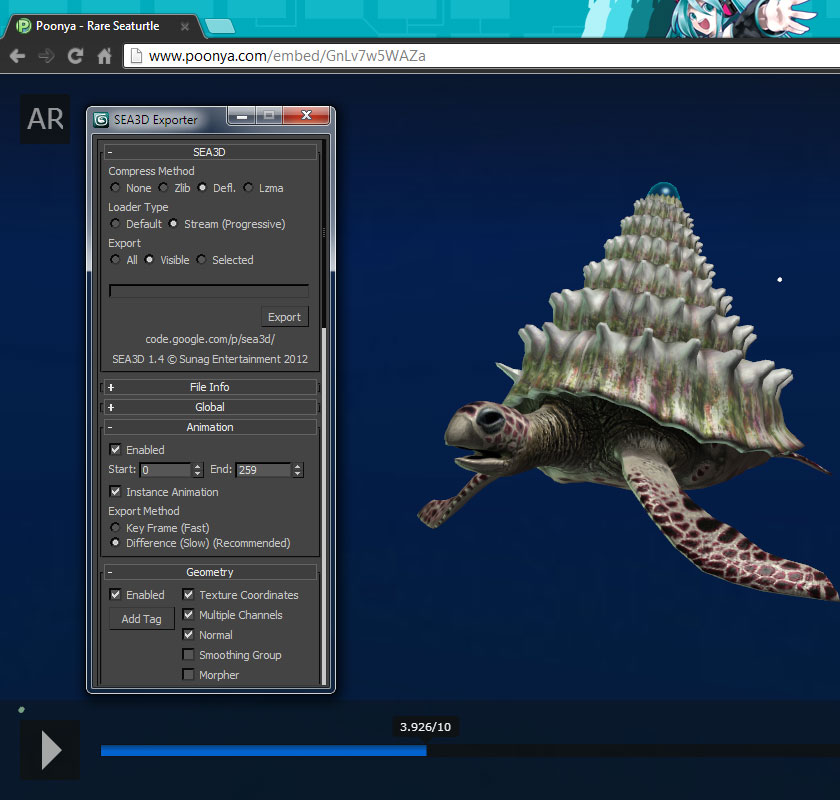 Poonya - Rare Seaturtle
www.poonya.com/embed/GnLv7w5WAZa
AR
SEA3D Exporter
- SEA3D
Compress Method
None Zlib Defl. Lzma
Loader Type
Default Stream (Progressive)
Export
All Visible Selected
Export
code.google.com/p/sea3d/
SEA3D 1.4 © Sunag Entertainment 2012
+ File Info
+ Global
- Animation
Enabled
Start: 0 End: 259
Instance Animation
Export Method
Key Frame (Fast)
Difference (Slow) (Recommended)
- Geometry
Enabled Texture Coordinates
Add Tag Multiple Channels
Normal
Smoothing Group
Morpher
3.926/10